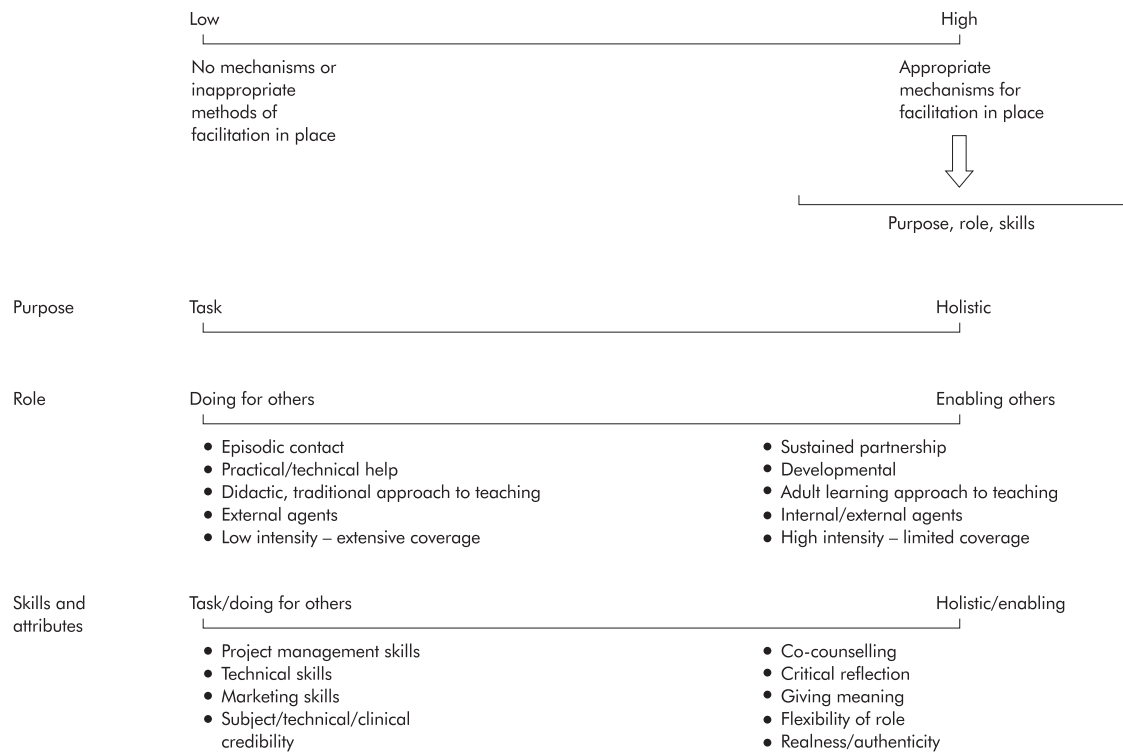 Low High
No mechanisms or
inappropriate
methods of
facilitation in place
Appropriate
mechanisms for
facilitation in place
Purpose, role, skills
Purpose Task Holistic
Role Doing for others Enabling others
• Episodic contact
• Practical/technical help
• Didactic, traditional approach to teaching
• External agents
• Low intensity – extensive coverage
• Sustained partnership
• Developmental
• Adult learning approach to teaching
• Internal/external agents
• High intensity – limited coverage
Skills and
attributes
Task/doing for others Holistic/enabling
• Project management skills
• Technical skills
• Marketing skills
• Subject/technical/clinical
credibility
• Co-counselling
• Critical reflection
• Giving meaning
• Flexibility of role
• Realness/authenticity